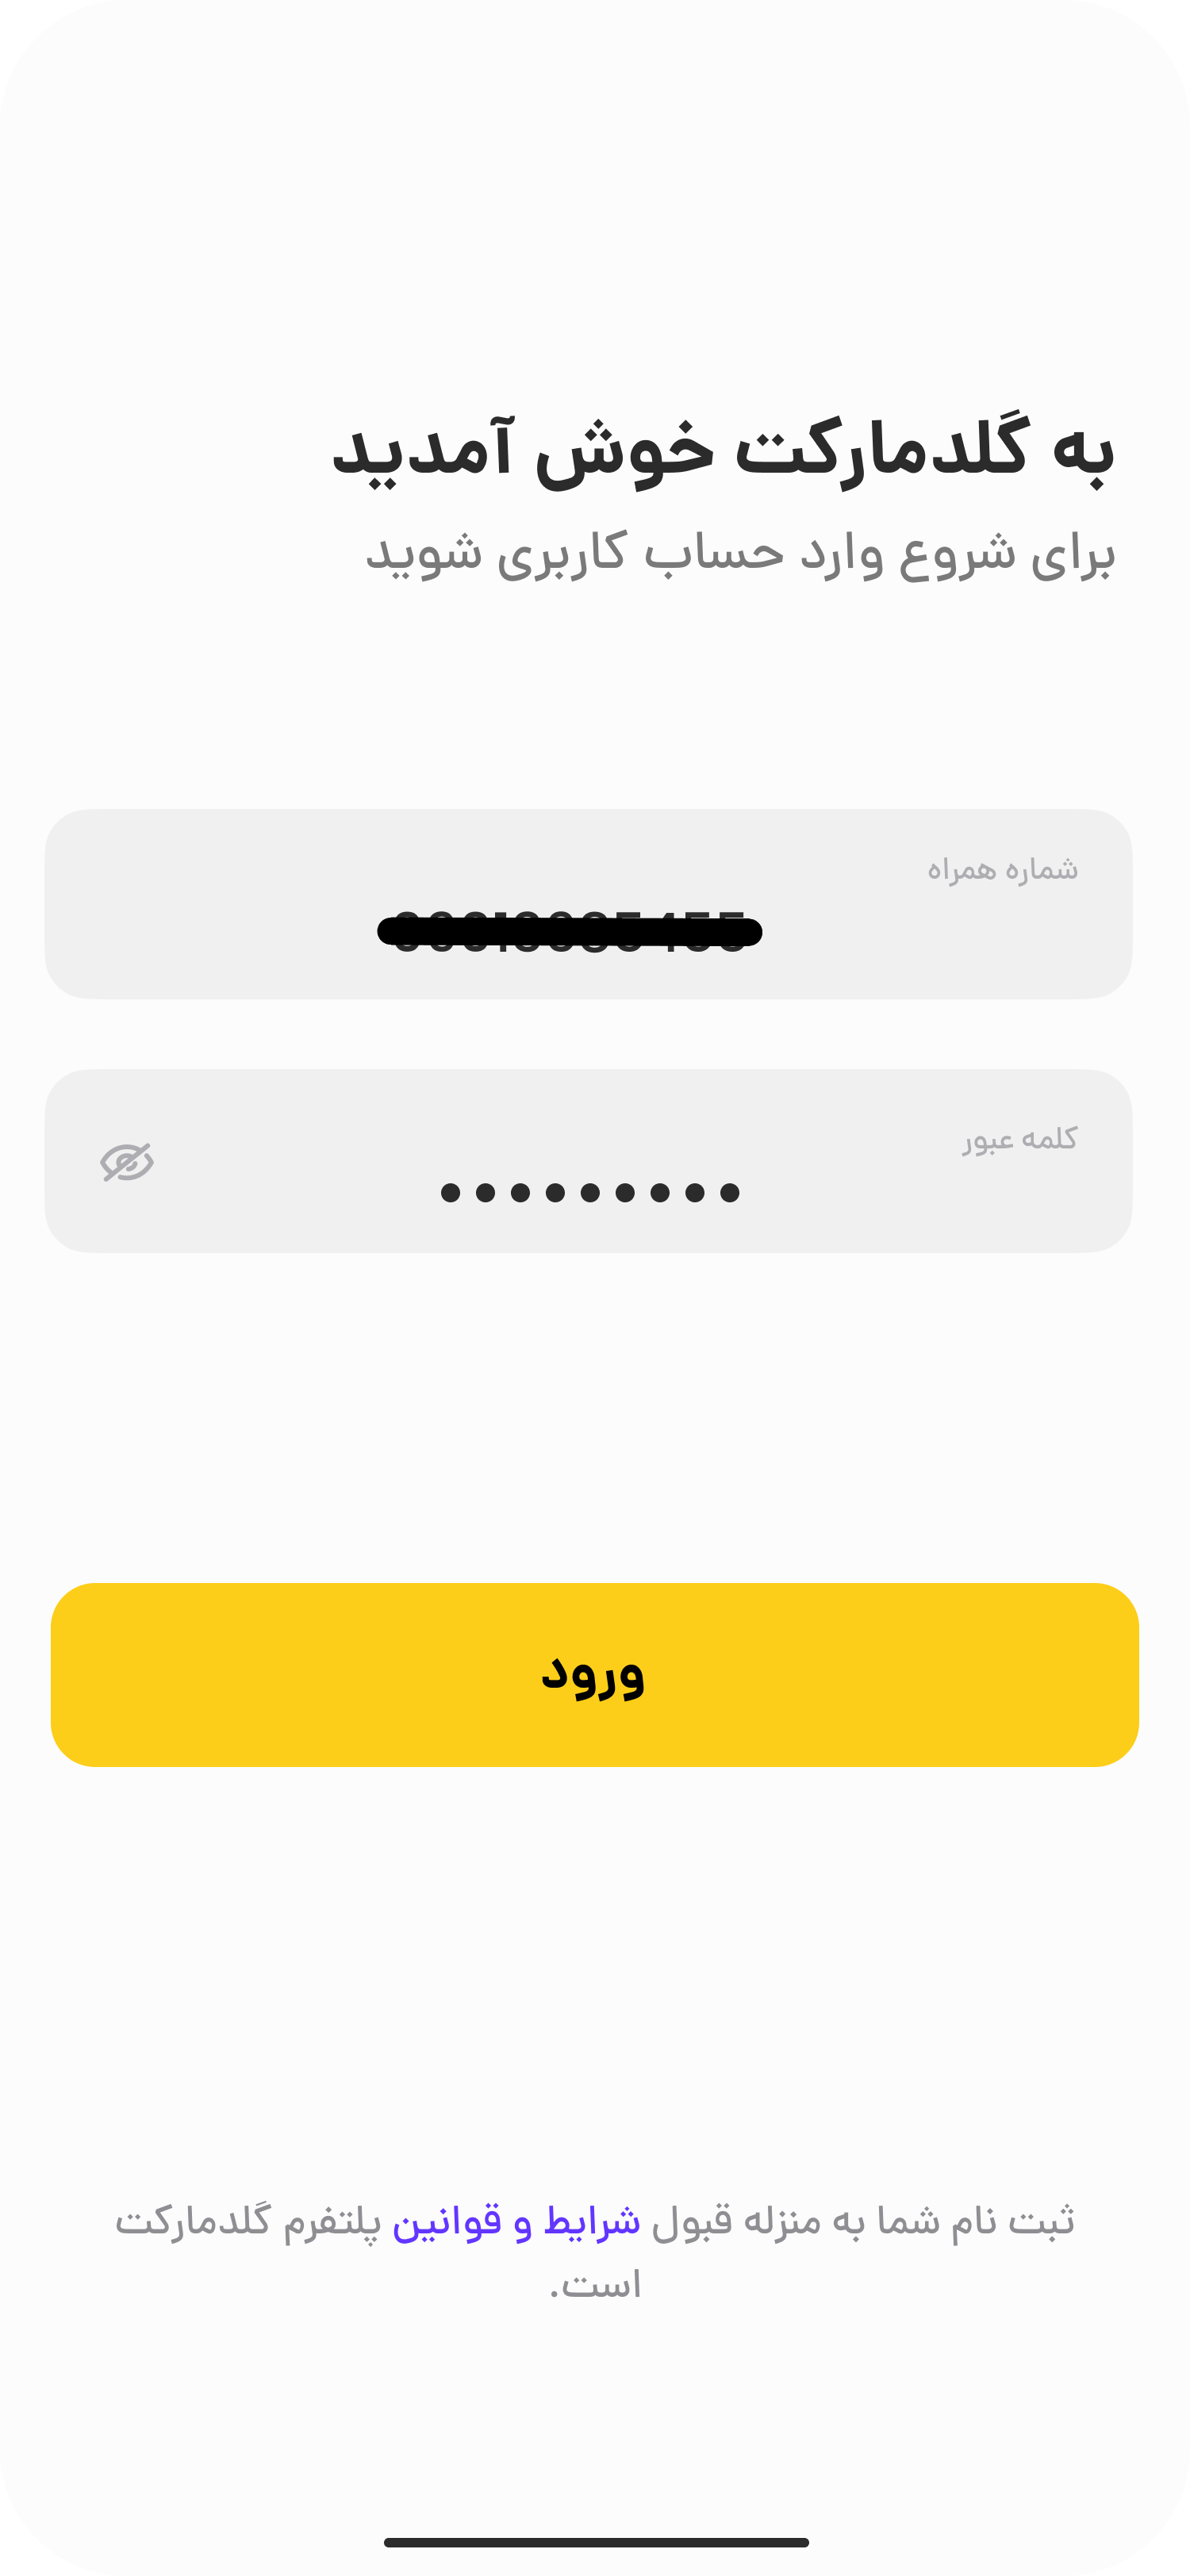 به گلدمارکت خوش آمدید
برای شروع وارد حساب کاربری شوید
شماره همراه
کلمه عبور
•••••••••
ورود
ثبت نام شما به منزله قبول شرایط و قوانین پلتفرم گلدمارکت
است.